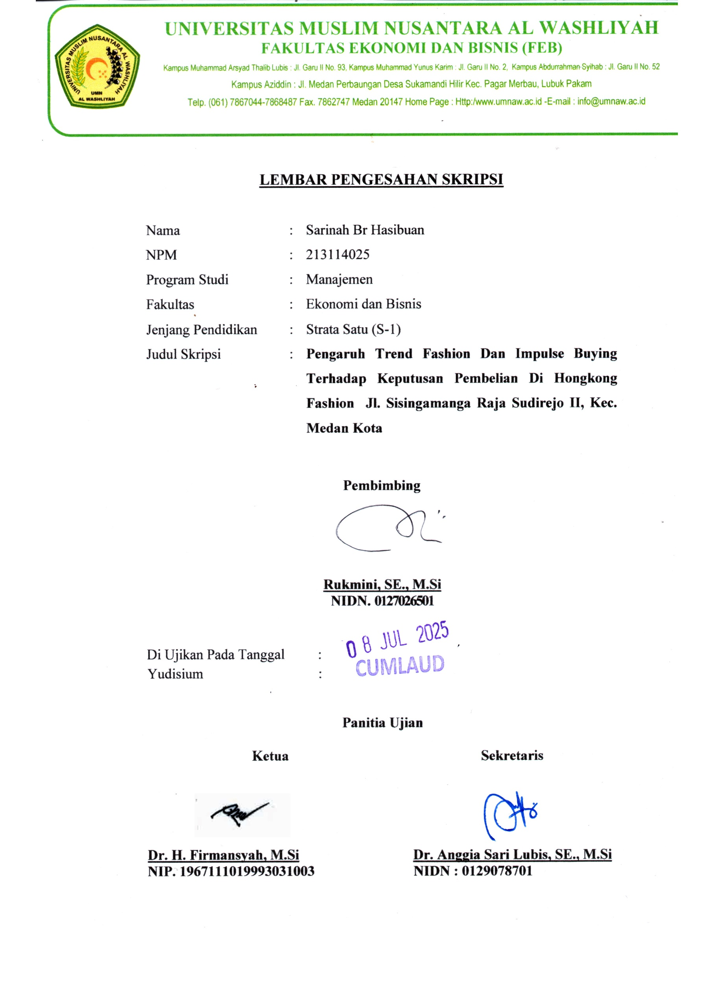 UNIVERSITAS MUSLIM NUSANTARA AL WASHLIYAH
UMN
AL WASHLIYAH
UNIVERSITAS MUSLIM NUSANTARA AL WASHLIYAH
FAKULTAS EKONOMI DAN BISNIS (FEB)
Kampus Muhammad Arsyad Thalib Lubis : Jl. Garu II No. 93, Kampus Muhammad Yunus Karim : Jl. Garu II No. 2, Kampus Abdurrahman Syihab : Jl. Garu II No. 52
Kampus Aziddin : Jl. Medan Perbaungan Desa Sukamandi Hilir Kec. Pagar Merbau, Lubuk Pakam
Telp. (061) 7867044-7868487 Fax. 7862747 Medan 20147 Home Page : Http:/www.umnaw.ac.id -E-mail : info@umnaw.ac.id
LEMBAR PENGESAHAN SKRIPSI
Nama : Sarinah Br Hasibuan
NPM : 213114025
Program Studi : Manajemen
Fakultas : Ekonomi dan Bisnis
Jenjang Pendidikan : Strata Satu (S-1)
Judul Skripsi : Pengaruh Trend Fashion Dan Impulse Buying
Terhadap Keputusan Pembelian Di Hongkong
Fashion Jl. Sisingamanga Raja Sudirejo II, Kec.
Medan Kota
Pembimbing
Rukmini, SE., M.Si
NIDN. 0127026501
Di Ujikan Pada Tanggal : 08 JUL 2025
Yudisium : CUMLAUD
Panitia Ujian
Ketua Sekretaris
Dr. H. Firmansyah, M.Si Dr. Anggia Sari Lubis, SE., M.Si
NIP. 1967111019993031003 NIDN : 0129078701